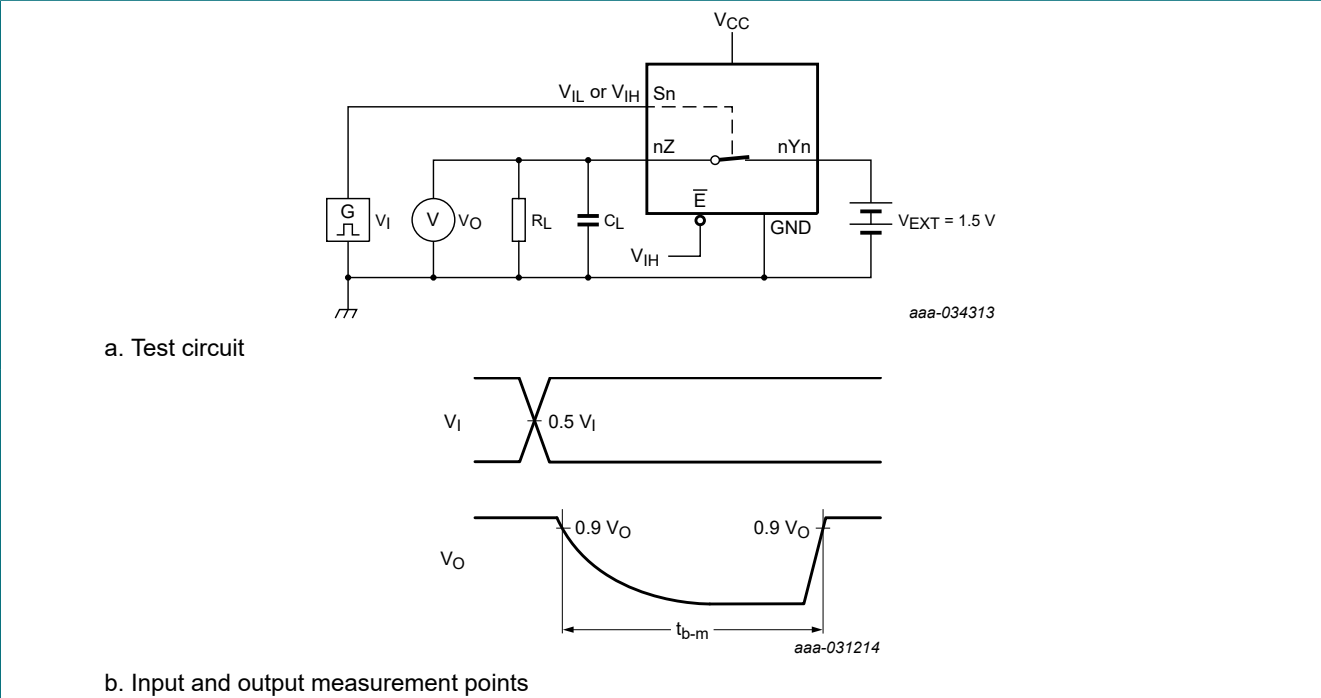 VCC
VIL or VIH
Sn
nZ
nYn
E
G
VI
V
VO
RL
CL
GND
VEXT = 1.5 V
VIH
aaa-034313
a. Test circuit
VI
0.5 VI
0.9 VO
0.9 VO
VO
tb-m
aaa-031214
b. Input and output measurement points